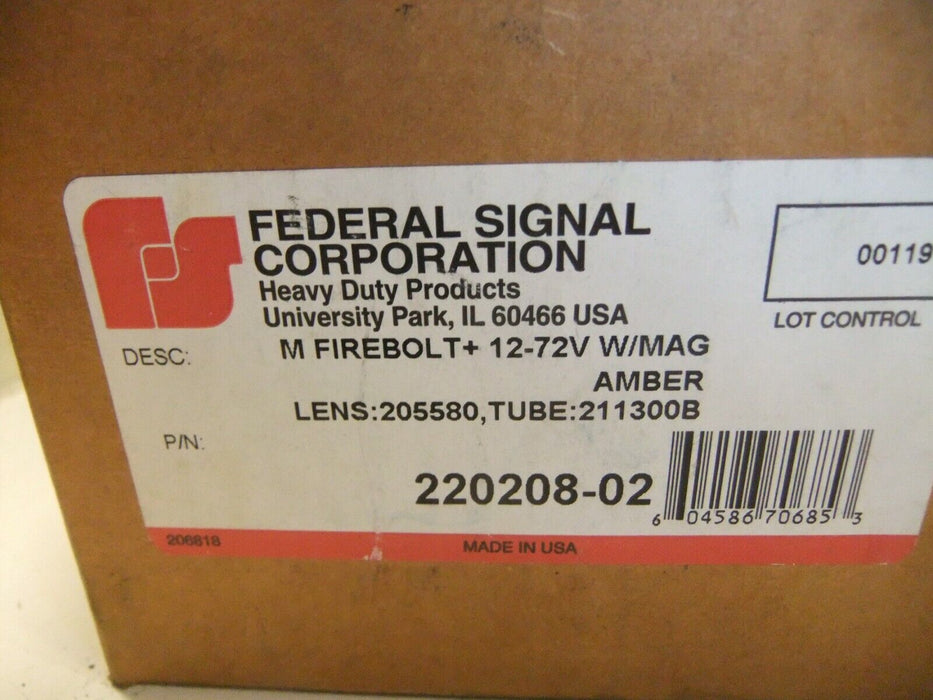 FEDERAL SIGNAL
CORPORATION
Heavy Duty Products
University Park, IL 60466 USA
00119
LOT CONTROL
DESC: M FIREBOLT+ 12-72V W/MAG
AMBER
LENS:205580,TUBE:211300B
P/N: 220208-02
6 04586 70685 3
206818 MADE IN USA